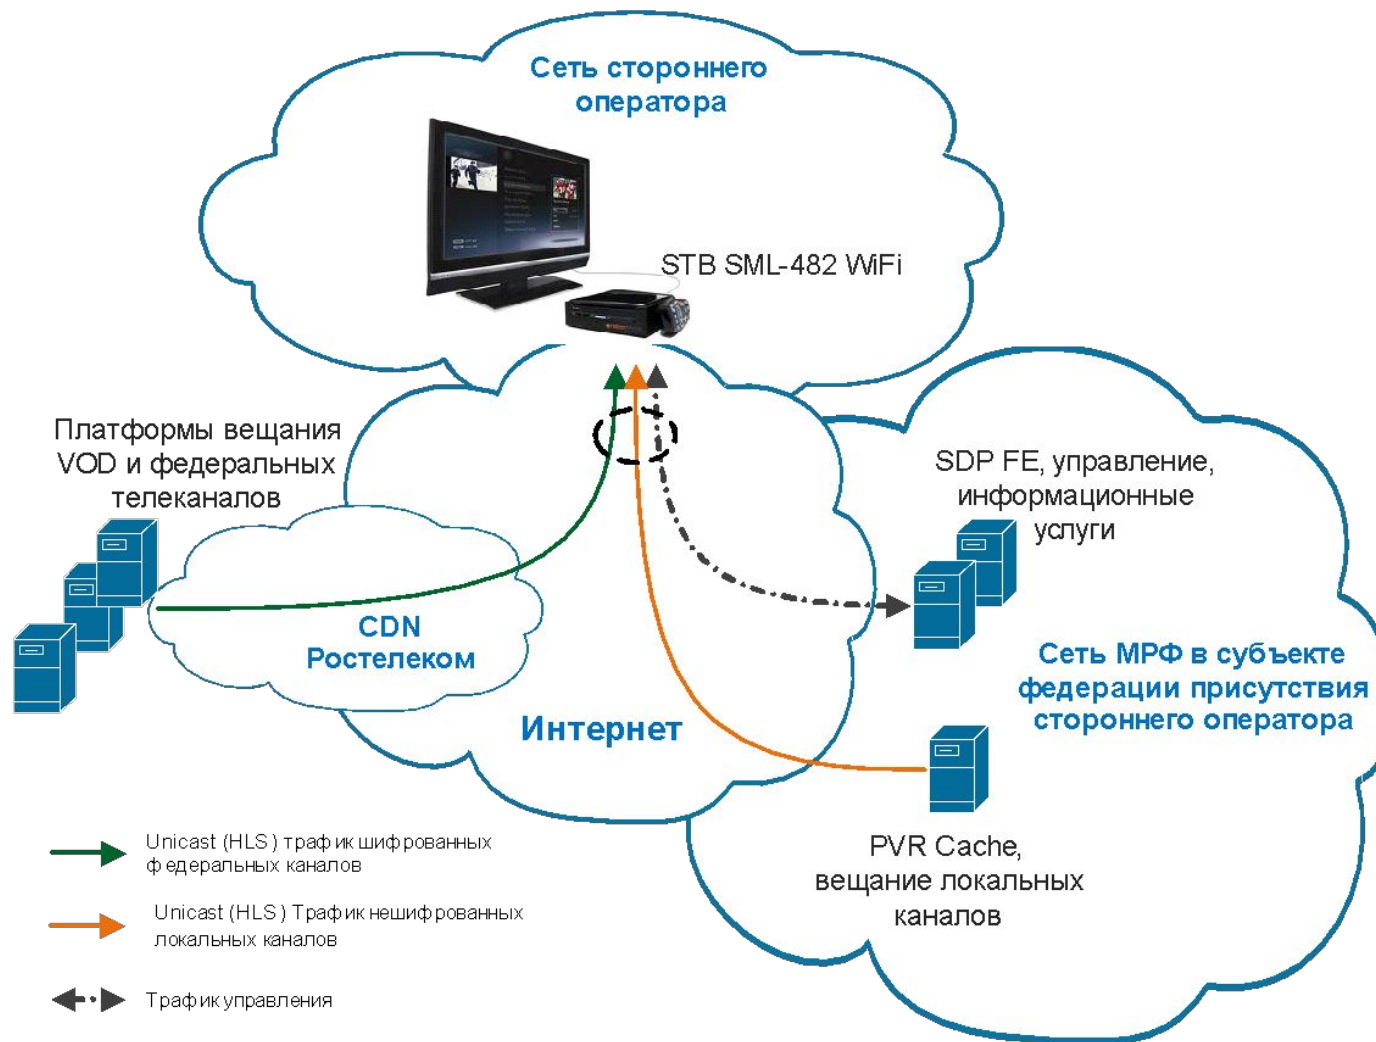 Сеть стороннего
оператора
STB SML-482 WiFi
Платформы вещания
VOD и федеральных
телеканалов
SDP FE, управление,
информационные
услуги
CDN
Ростелеком
Сеть МРФ в субъекте
федерации присутствия
стороннего оператора
Интернет
PVR Cache,
вещание локальных
каналов
Unicast (HLS) трафик шифрованных
федеральных каналов
Unicast (HLS) Трафик нешифрованных
локальных каналов
Трафик управления